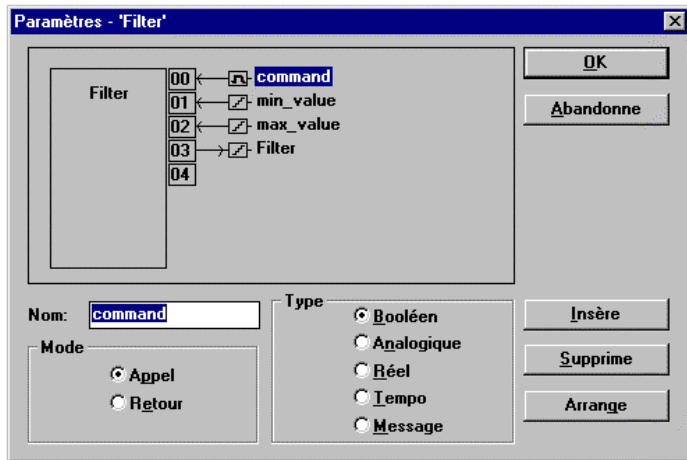 Paramètres - 'Filter'
Filter
00 command
01 min_value
02 max_value
03 Filter
04
OK
Abandonne
Nom: command
Mode
Appel
Retour
Type
Booléen
Analogique
Réel
Tempo
Message
Insère
Supprime
Arrange